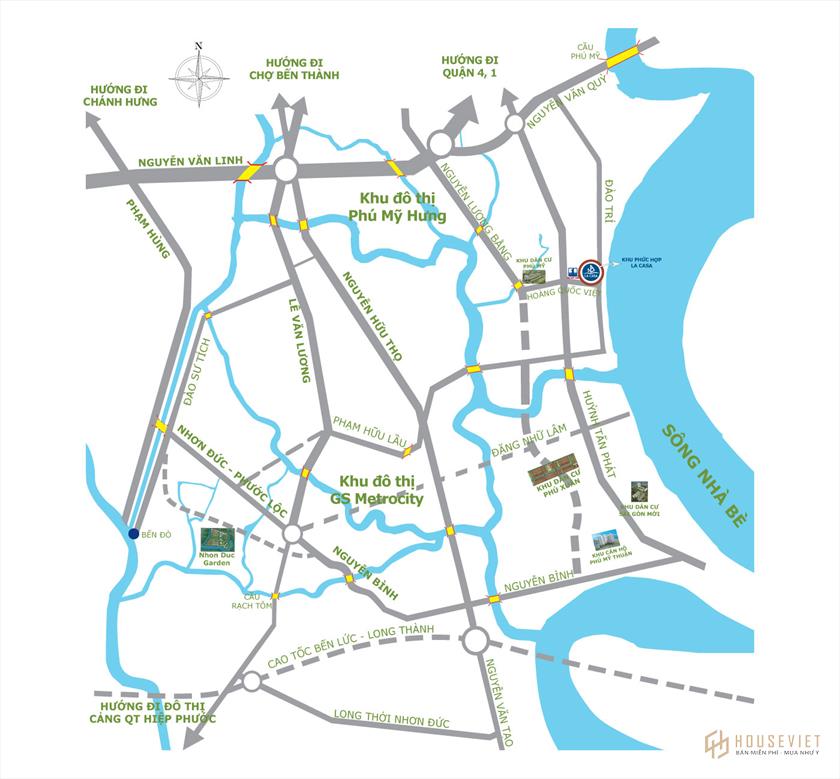 N
HƯỚNG ĐI
CHÁNH HƯNG
HƯỚNG ĐI
CHỢ BẾN THÀNH
HƯỚNG ĐI
QUẬN 4, 1
CẦU
PHÚ MỸ
NGUYỄN VĂN QUỲ
NGUYỄN VĂN LINH
PHẠM HÙNG
Khu đô thị
Phú Mỹ Hưng
NGUYỄN LƯƠNG BẰNG
ĐÀO TRÍ
KHU DÂN CƯ
PHÚ MỸ
LA CASA
KHU PHỨC HỢP
LA CASA
HOÀNG QUỐC VIỆT
NGUYỄN HỮU THỌ
LÊ VĂN LƯƠNG
ĐÀO SƯ TÍCH
PHẠM HỮU LẦU
HUỲNH TẤN PHÁT
ĐẶNG NHỮ LÂM
SÔNG NHÀ BÈ
NHƠN ĐỨC - PHƯỚC LỘC
Khu đô thị
GS Metrocity
KHU DÂN CƯ
PHÚ XUÂN
KHU DÂN CƯ
SÀI GÒN MỚI
BẾN ĐÒ
Nhon Duc
Garden
KHU CĂN HỘ
PHÚ MỸ THUẬN
NGUYỄN BÌNH
NGUYỄN BÌNH
CẦU
RẠCH TÔM
CAO TỐC BẾN LỨC - LONG THÀNH
NGUYỄN VĂN TẠO
HƯỚNG ĐI ĐÔ THỊ
CẢNG QT HIỆP PHƯỚC
LONG THỚI NHƠN ĐỨC
HOUSEVIET
BÁN MIỄN PHÍ - MUA NHƯ Ý